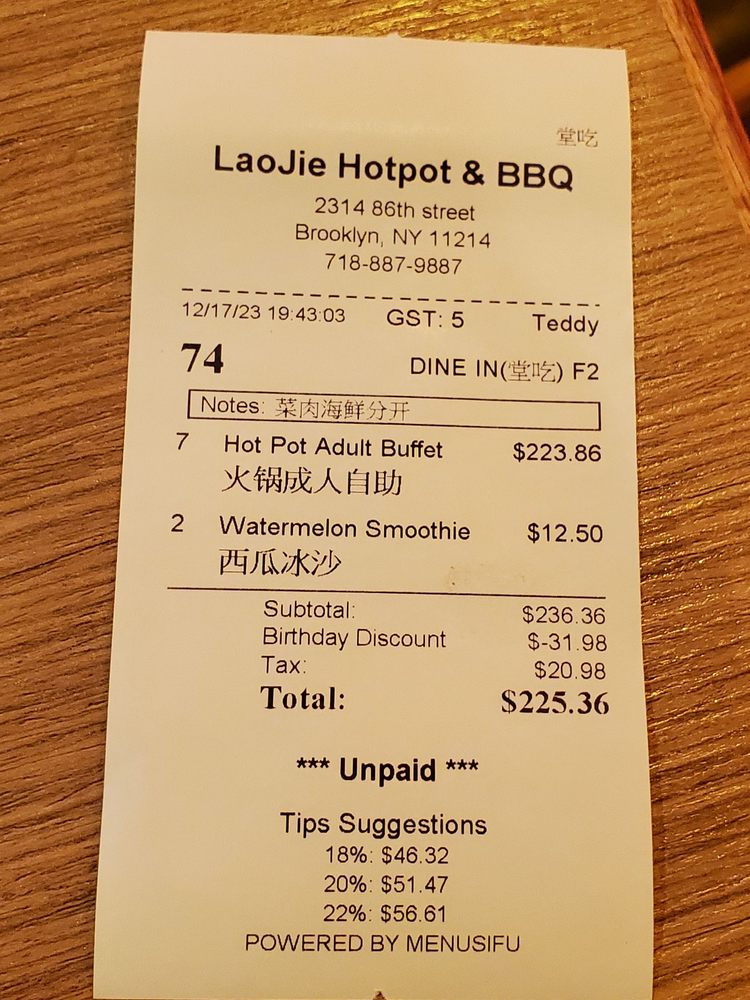 堂吃
LaoJie Hotpot & BBQ
2314 86th street
Brooklyn, NY 11214
718-887-9887
12/17/23 19:43:03 GST: 5 Teddy
74 DINE IN(堂吃) F2
Notes: 菜肉海鲜分开
7 Hot Pot Adult Buffet $223.86
火锅成人自助
2 Watermelon Smoothie $12.50
西瓜冰沙
Subtotal: $236.36
Birthday Discount $-31.98
Tax: $20.98
Total: $225.36
*** Unpaid ***
Tips Suggestions
18%: $46.32
20%: $51.47
22%: $56.61
POWERED BY MENUSIFU